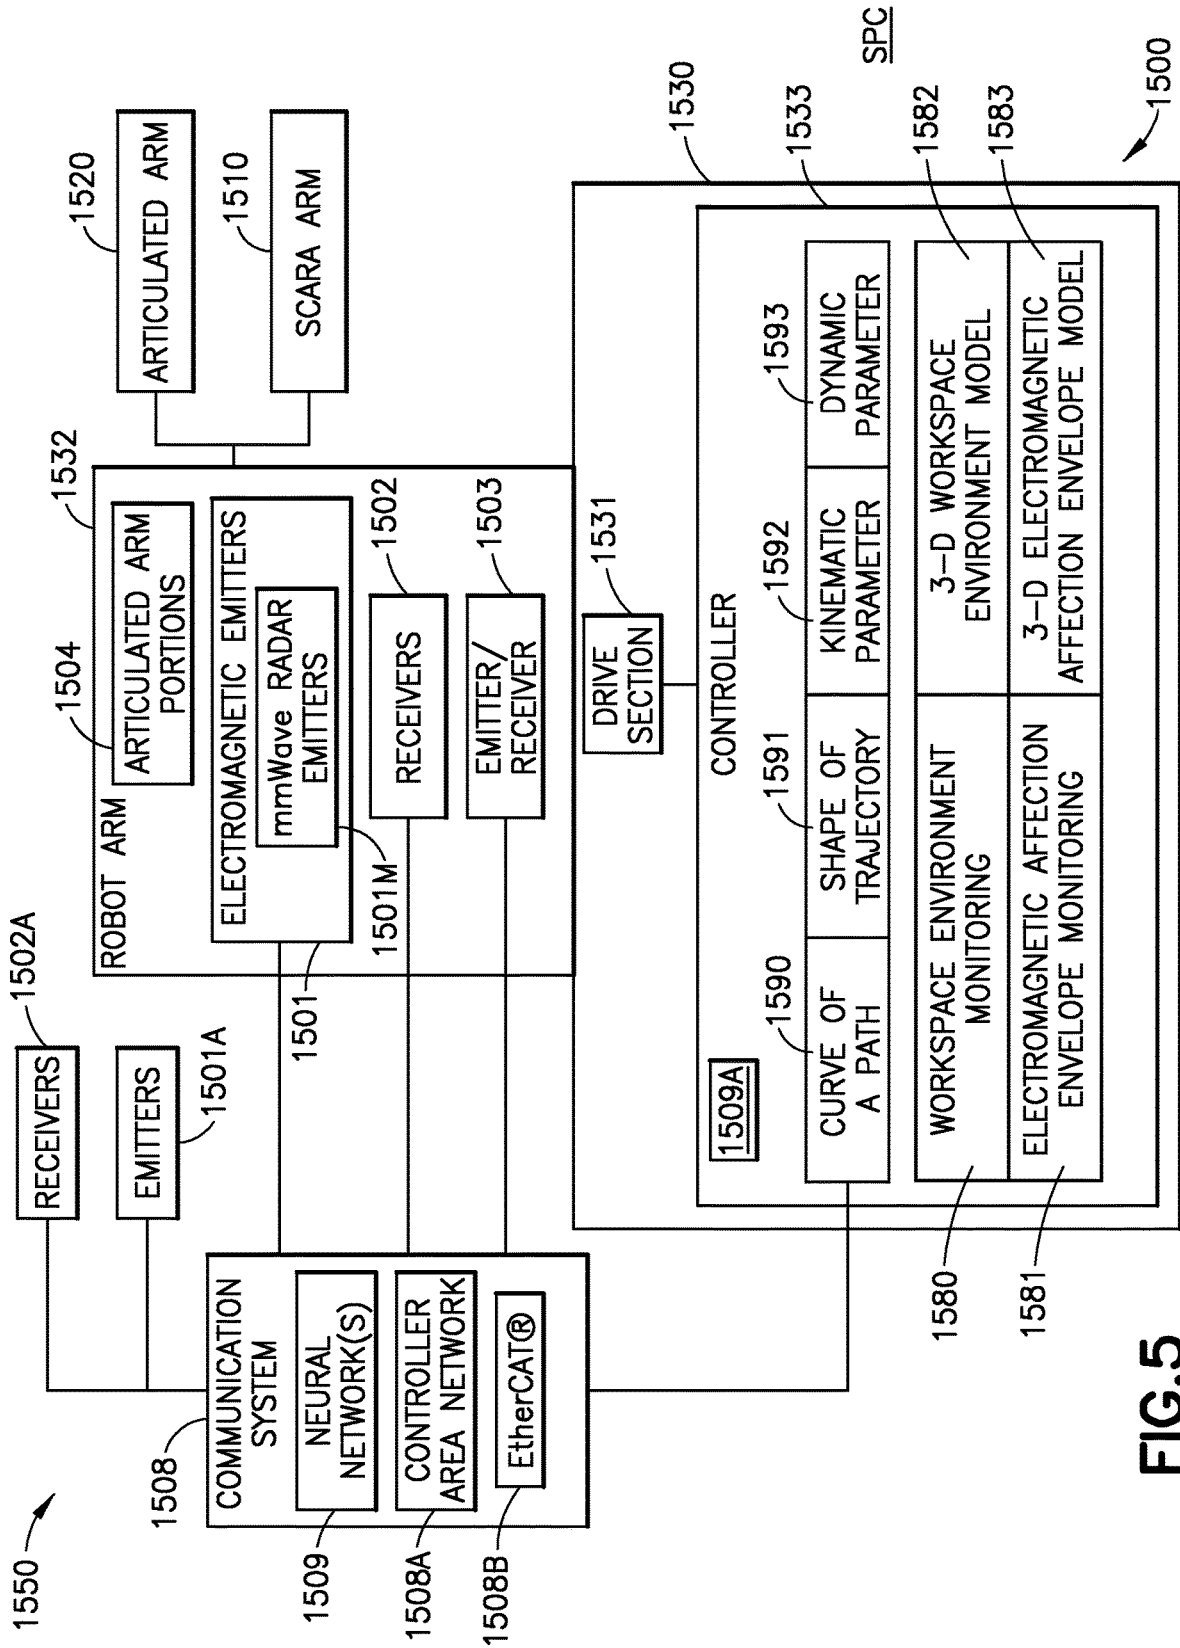 1550
RECEIVERS
1502A
EMITTERS
1501A
1508
COMMUNICATION
SYSTEM
NEURAL
NETWORK(S)
1509
CONTROLLER
AREA NETWORK
1508A
EtherCAT®
1508B
ROBOT ARM
1532
1504
ARTICULATED ARM
PORTIONS
ELECTROMAGNETIC EMITTERS
mmWave RADAR
EMITTERS
1501M
1501
RECEIVERS
1502
EMITTER/
RECEIVER
1503
1520
ARTICULATED ARM
1510
SCARA ARM
DRIVE
SECTION
1531
1530
CONTROLLER
1533
1509A
1590
CURVE OF
A PATH
1591
SHAPE OF
TRAJECTORY
1592
KINEMATIC
PARAMETER
1593
DYNAMIC
PARAMETER
WORKSPACE ENVIRONMENT
MONITORING
1580
3-D WORKSPACE
ENVIRONMENT MODEL
1582
ELECTROMAGNETIC AFFECTION
ENVELOPE MONITORING
1581
3-D ELECTROMAGNETIC
AFFECTION ENVELOPE MODEL
1583
SPC
1500
FIG.5